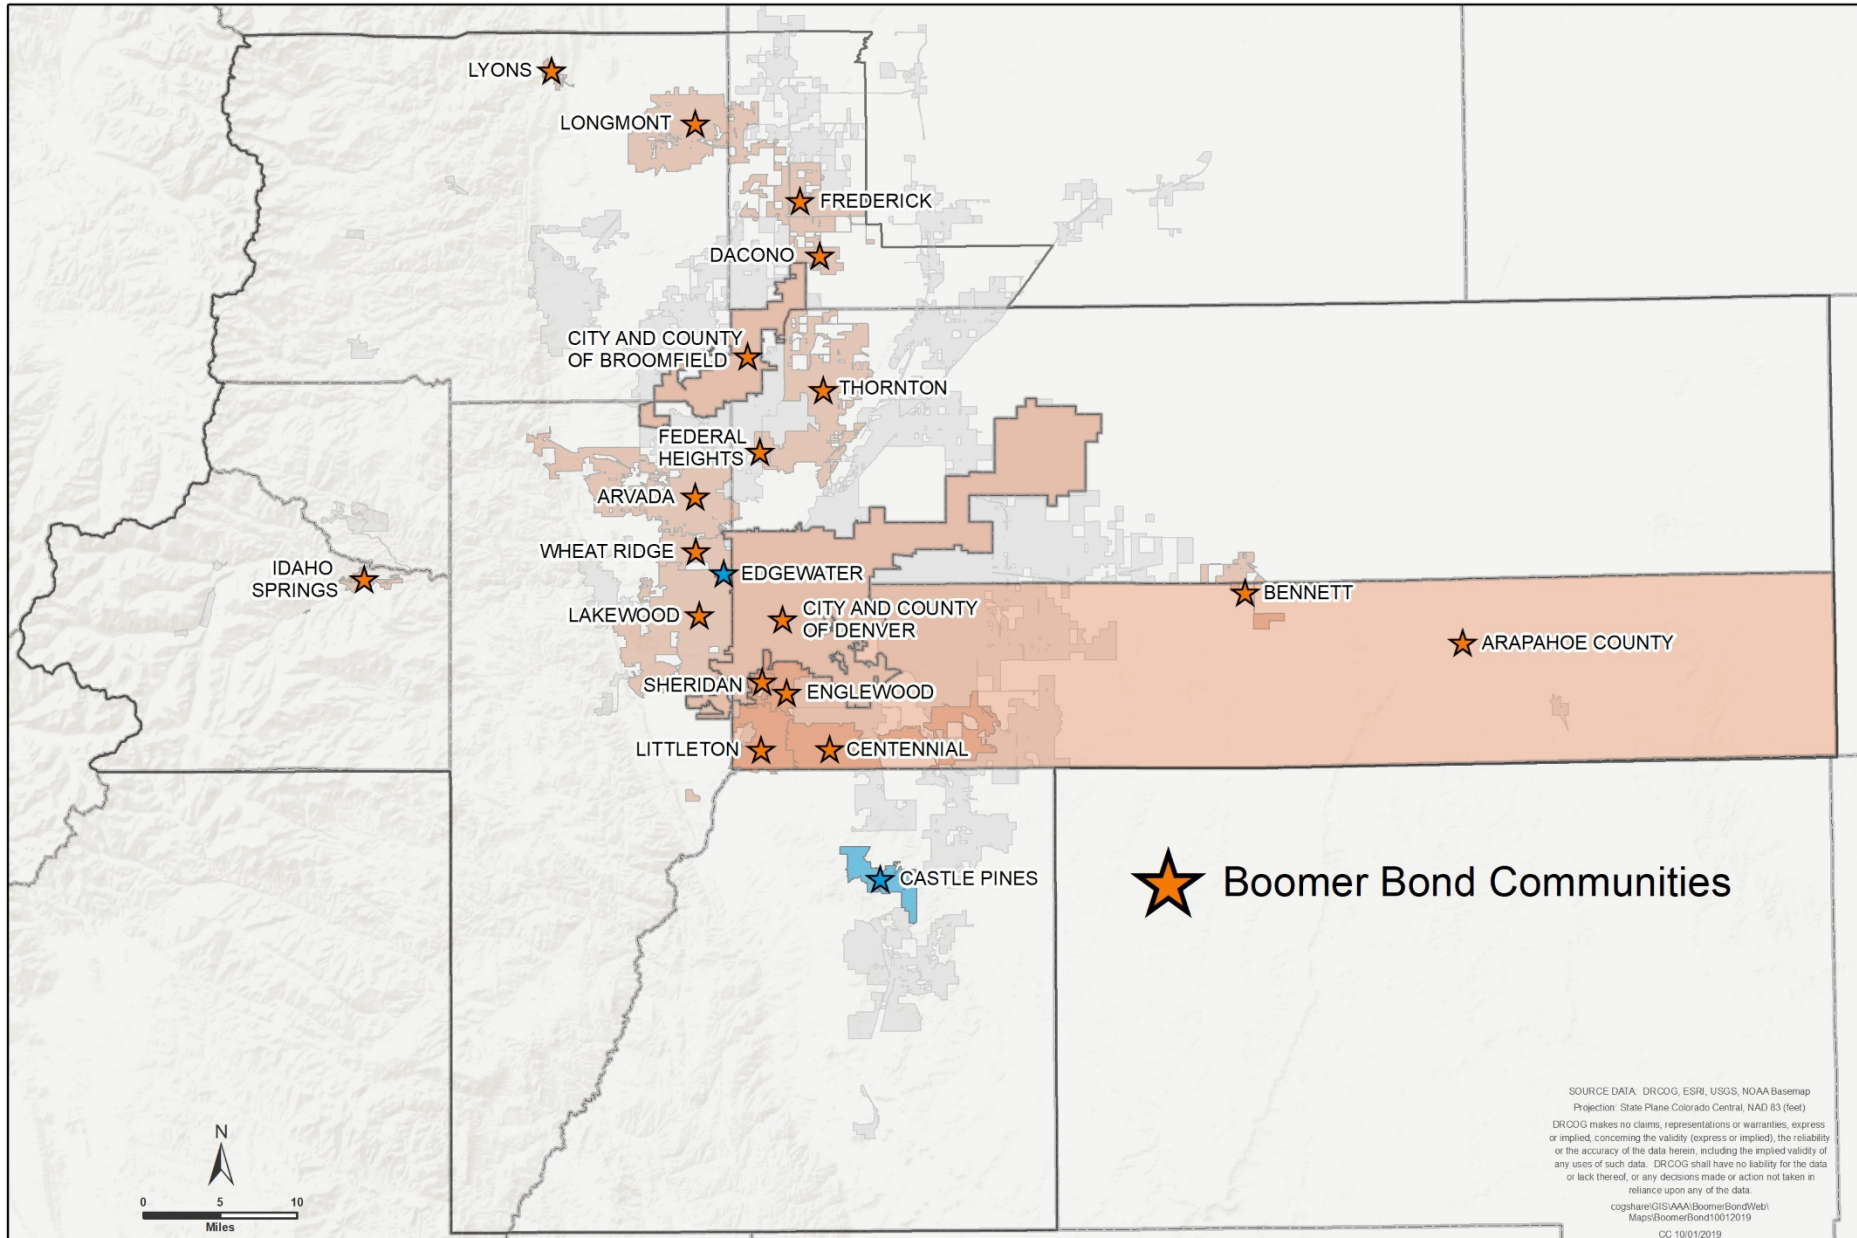 LYONS
LONGMONT
FREDERICK
DACONO
CITY AND COUNTY
OF BROOMFIELD
THORNTON
FEDERAL
HEIGHTS
ARVADA
WHEAT RIDGE
EDGEWATER
IDAHO
SPRINGS
BENNETT
LAKEWOOD
CITY AND COUNTY
OF DENVER
ARAPAHOE COUNTY
SHERIDAN
ENGLEWOOD
LITTLETON
CENTENNIAL
CASTLE PINES
Boomer Bond Communities
N
0 5 10
Miles
SOURCE DATA: DRCOG, ESRI, USGS, NOAA Basemap
Projection: State Plane Colorado Central, NAD 83 (feet)
DRCOG makes no claims, representations or warranties, express
or implied, concerning the validity (express or implied), the reliability
or the accuracy of the data herein, including the implied validity of
any uses of such data. DRCOG shall have no liability for the data
or lack thereof, or any decisions made or action not taken in
reliance upon any of the data.
cogshare\GIS\AAA\BoomerBondWeb\
Maps\BoomerBond10012019
CC 10/01/2019